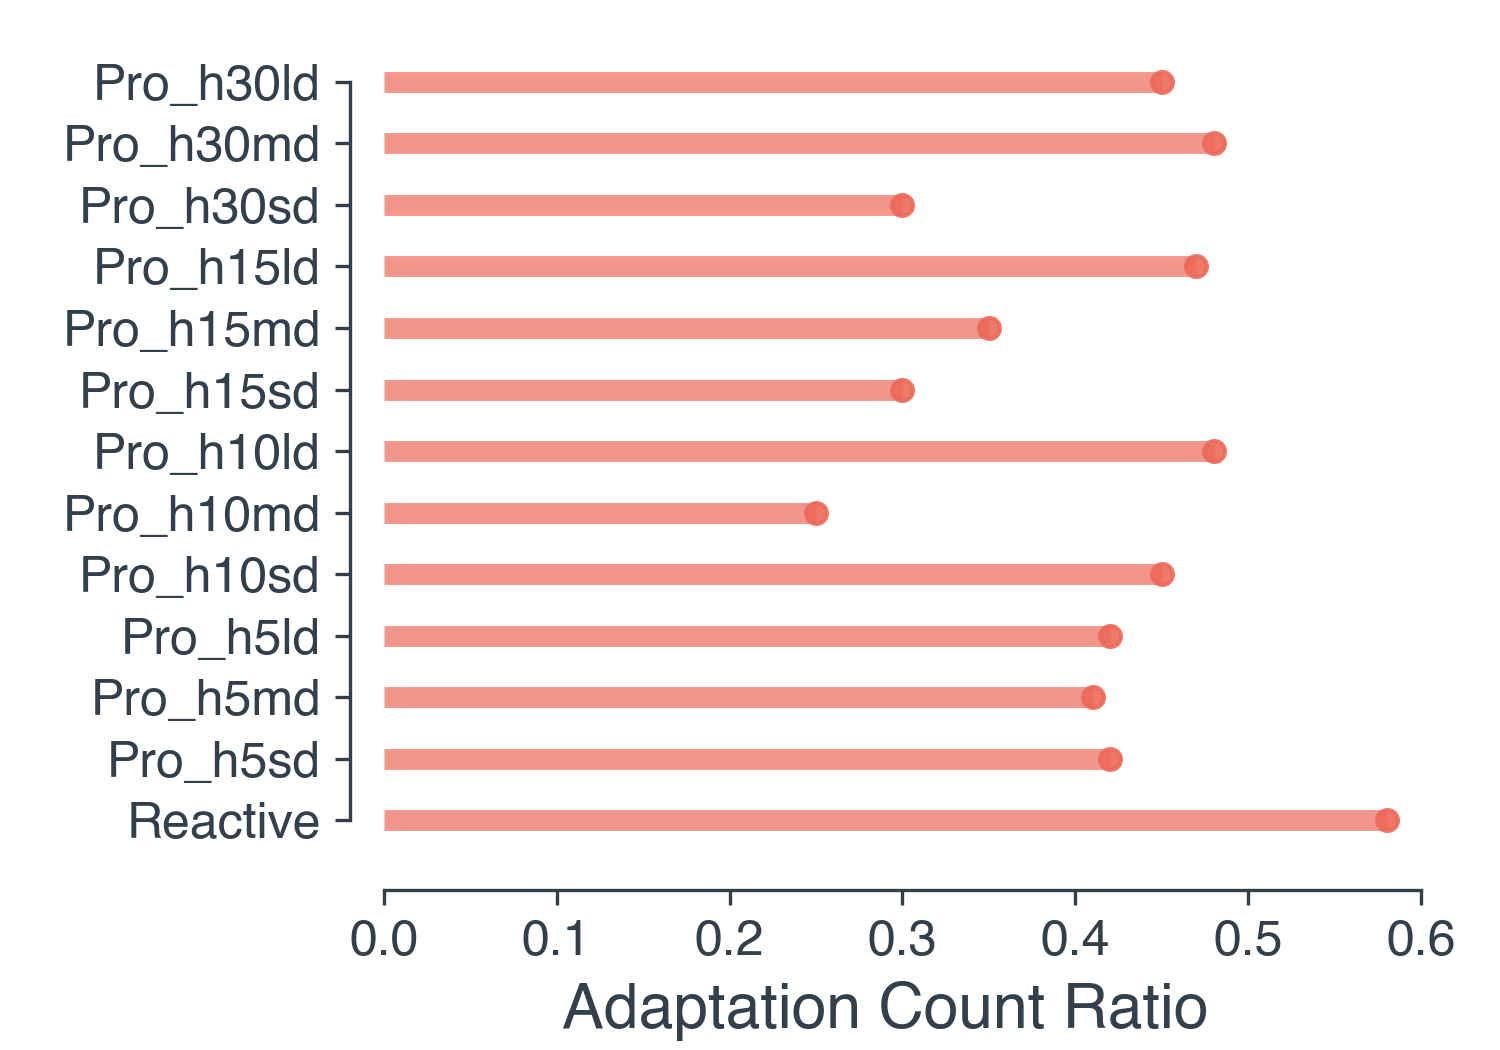 Pro_h30ld
Pro_h30md
Pro_h30sd
Pro_h15ld
Pro_h15md
Pro_h15sd
Pro_h10ld
Pro_h10md
Pro_h10sd
Pro_h5ld
Pro_h5md
Pro_h5sd
Reactive
0.0 0.1 0.2 0.3 0.4 0.5 0.6
Adaptation Count Ratio